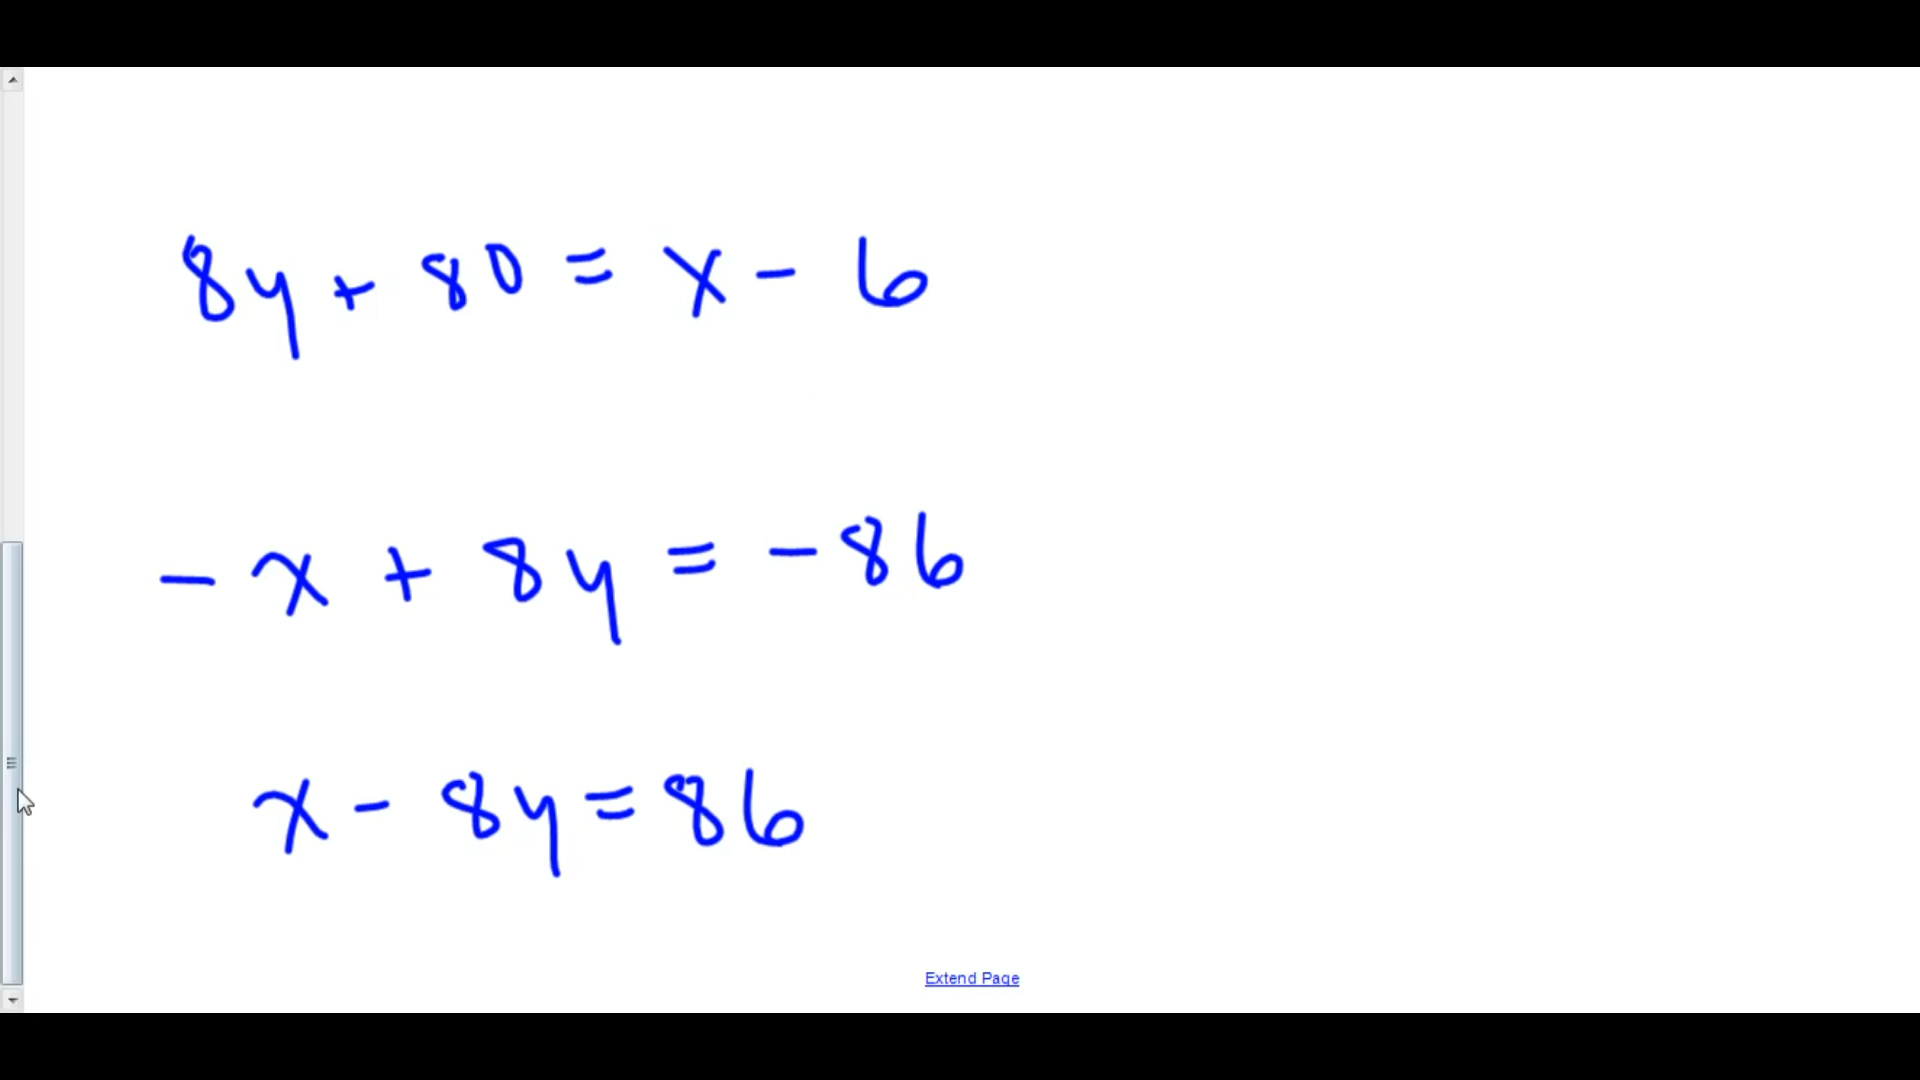 8y + 80 = x - 6
- x + 8y = - 86
x - 8y = 86
Extend Page